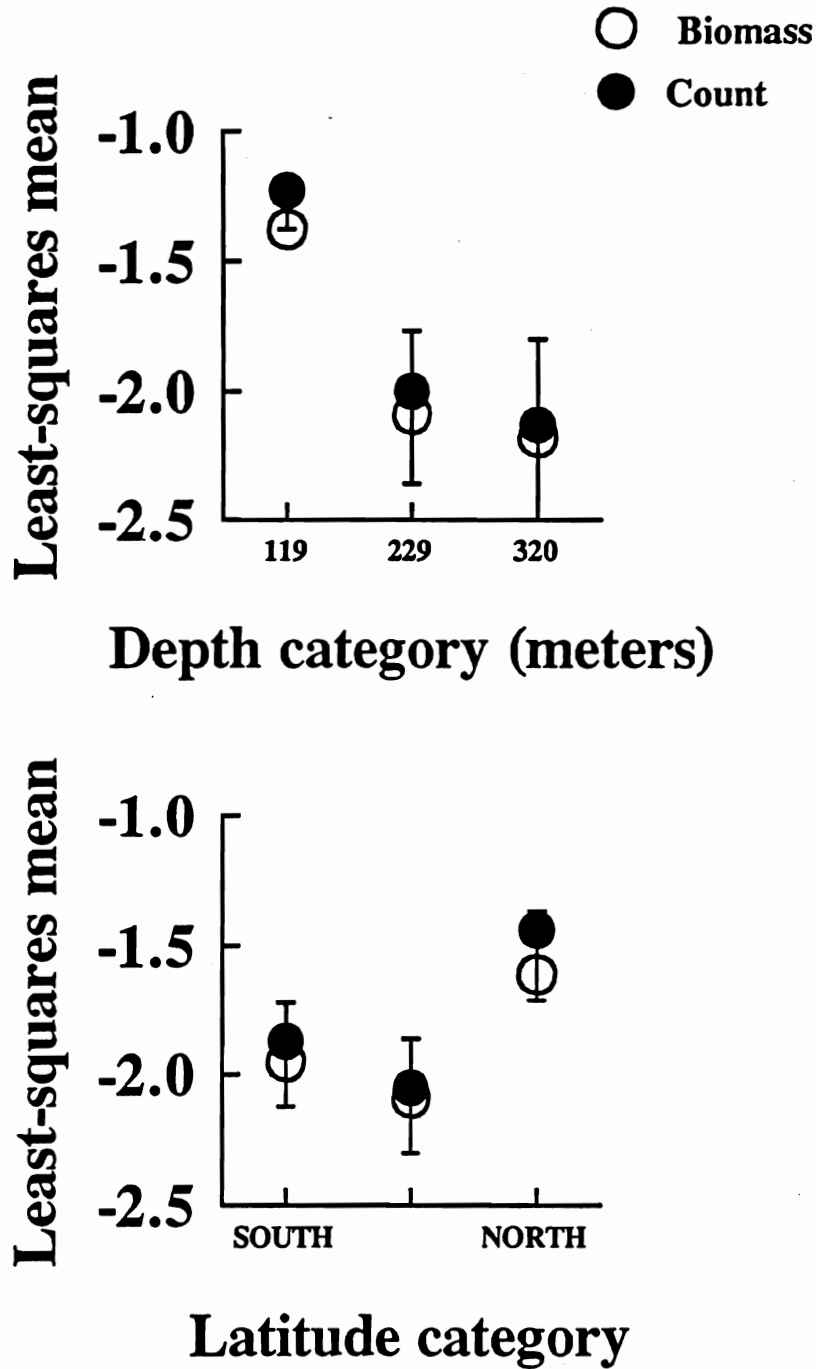 Biomass
Count
Least-squares mean
-1.0
-1.5
-2.0
-2.5
119 229 320
Depth category (meters)
Least-squares mean
-1.0
-1.5
-2.0
-2.5
SOUTH NORTH
Latitude category